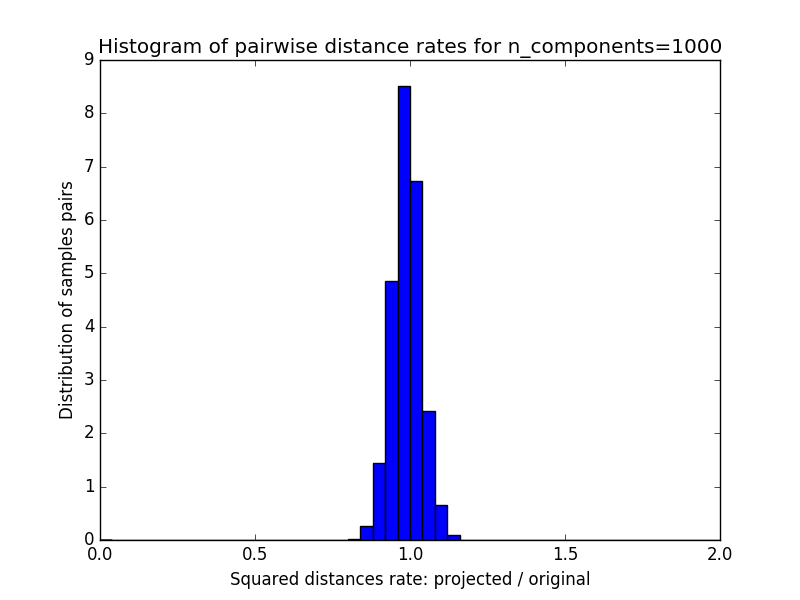 Histogram of pairwise distance rates for n_components=1000
9
8
7
6
5
4
3
2
1
0
Distribution of samples pairs
0.0 0.5 1.0 1.5 2.0
Squared distances rate: projected / original